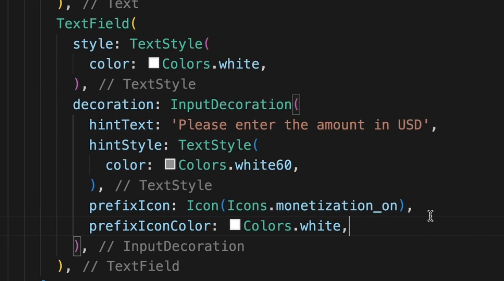 ), // Text
TextField(
style: TextStyle(
color: Colors.white,
), // TextStyle
decoration: InputDecoration(
hintText: 'Please enter the amount in USD',
hintStyle: TextStyle(
color: Colors.white60,
), // TextStyle
prefixIcon: Icon(Icons.monetization_on),
prefixIconColor: Colors.white,
), // InputDecoration
), // TextField